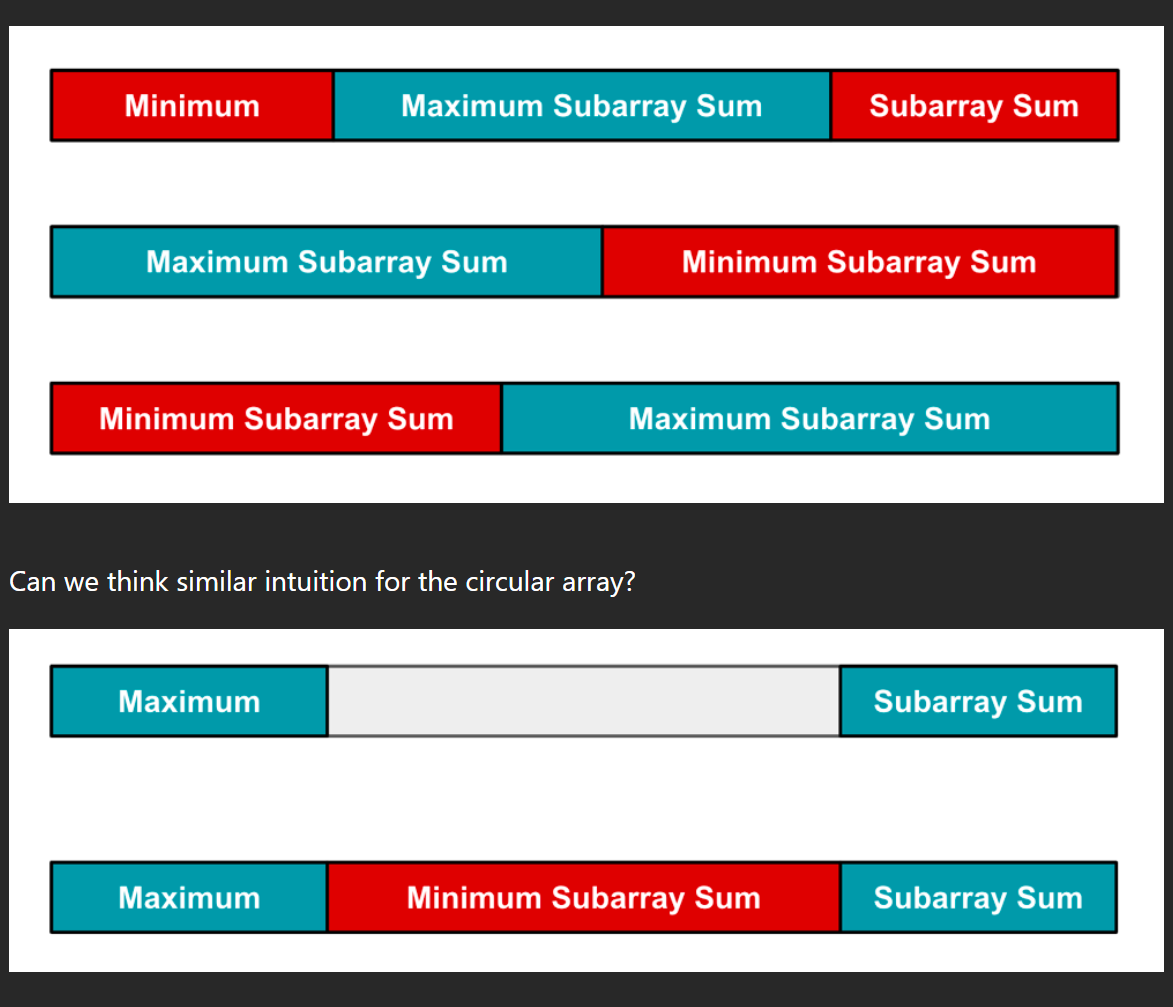 Minimum Maximum Subarray Sum Subarray Sum
Maximum Subarray Sum Minimum Subarray Sum
Minimum Subarray Sum Maximum Subarray Sum
Can we think similar intuition for the circular array?
Maximum Subarray Sum
Maximum Minimum Subarray Sum Subarray Sum